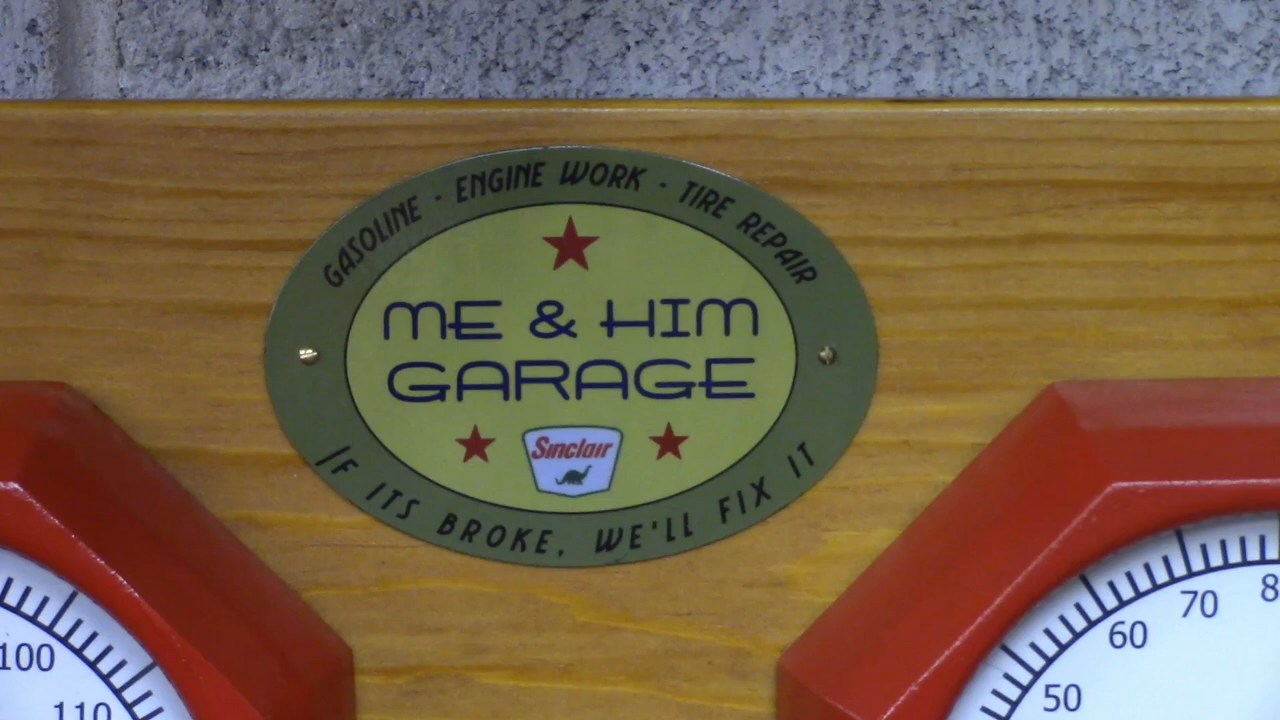 GASOLINE · ENGINE WORK · TIRE REPAIR
ME & HIM
GARAGE
Sinclair
IF ITS BROKE, WE'LL FIX IT
100
110
50
60
70
8